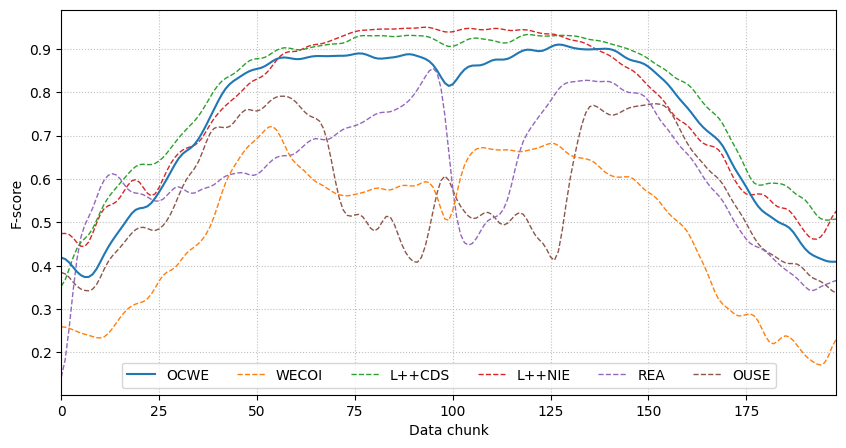 F-score
0.9
0.8
0.7
0.6
0.5
0.4
0.3
0.2
OCWE WECOI L++CDS L++NIE REA OUSE
0 25 50 75 100 125 150 175
Data chunk